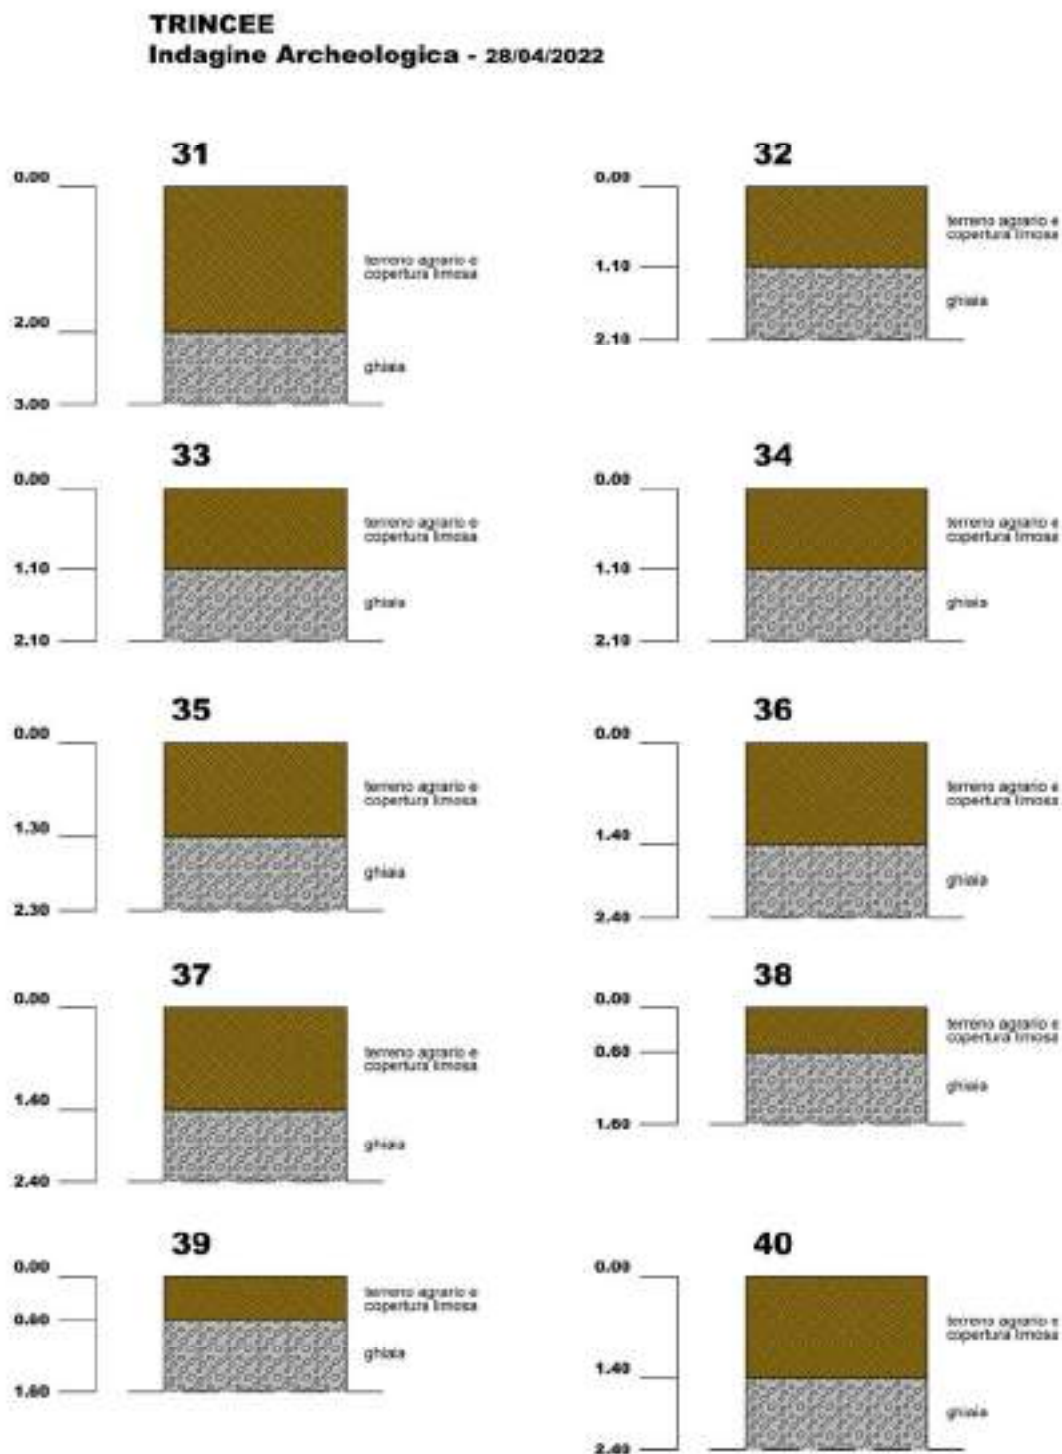 TRINCEE
Indagine Archeologica - 28/04/2022
31
0.00
terreno agrario e
copertura limosa
2.00
ghiaia
3.00
32
0.00
terreno agrario e
copertura limosa
1.10
ghiaia
2.10
33
0.00
terreno agrario e
copertura limosa
1.10
ghiaia
2.10
34
0.00
terreno agrario e
copertura limosa
1.10
ghiaia
2.10
35
0.00
terreno agrario e
copertura limosa
1.30
ghiaia
2.30
36
0.00
terreno agrario e
copertura limosa
1.40
ghiaia
2.40
37
0.00
terreno agrario e
copertura limosa
1.40
ghiaia
2.40
38
0.00
terreno agrario e
copertura limosa
0.60
ghiaia
1.60
39
0.00
terreno agrario e
copertura limosa
0.60
ghiaia
1.60
40
0.00
terreno agrario e
copertura limosa
1.40
ghiaia
2.40